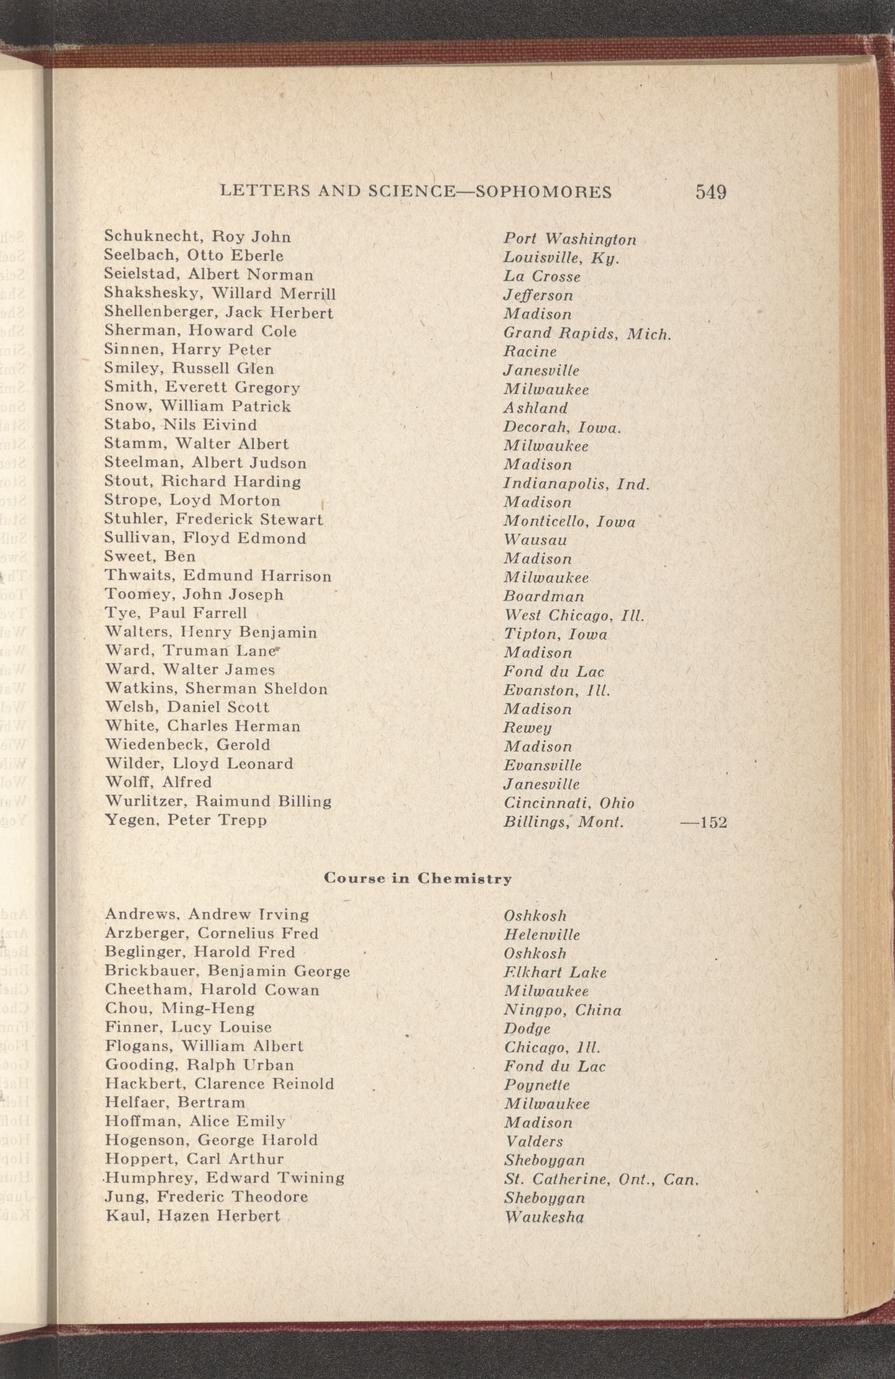 LETTERS AND SCIENCE—SOPHOMORES 549
Schuknecht, Roy John Port Washington
Seelbach, Otto Eberle Louisville, Ky.
Seielstad, Albert Norman La Crosse
Shakshesky, Willard Merrill Jefferson
Shellenberger, Jack Herbert Madison
Sherman, Howard Cole Grand Rapids, Mich.
Sinnen, Harry Peter Racine
Smiley, Russell Glen Janesville
Smith, Everett Gregory Milwaukee
Snow, William Patrick Ashland
Stabo, Nils Eivind Decorah, Iowa.
Stamm, Walter Albert Milwaukee
Steelman, Albert Judson Madison
Stout, Richard Harding Indianapolis, Ind.
Strope, Loyd Morton Madison
Stuhler, Frederick Stewart Monticello, Iowa
Sullivan, Floyd Edmond Wausau
Sweet, Ben Madison
Thwaits, Edmund Harrison Milwaukee
Toomey, John Joseph Boardman
Tye, Paul Farrell West Chicago, Ill.
Walters, Henry Benjamin Tipton, Iowa
Ward, Truman Lane Madison
Ward, Walter James Fond du Lac
Watkins, Sherman Sheldon Evanston, Ill.
Welsh, Daniel Scott Madison
White, Charles Herman Rewey
Wiedenbeck, Gerold Madison
Wilder, Lloyd Leonard Evansville
Wolff, Alfred Janesville
Wurlitzer, Raimund Billing Cincinnati, Ohio
Yegen, Peter Trepp Billings, Mont. —152
Course in Chemistry
Andrews, Andrew Irving Oshkosh
Arzberger, Cornelius Fred Helenville
Beglinger, Harold Fred Oshkosh
Brickbauer, Benjamin George Elkhart Lake
Cheetham, Harold Cowan Milwaukee
Chou, Ming-Heng Ningpo, China
Finner, Lucy Louise Dodge
Flogans, William Albert Chicago, Ill.
Gooding, Ralph Urban Fond du Lac
Hackbert, Clarence Reinold Poynette
Helfaer, Bertram Milwaukee
Hoffman, Alice Emily Madison
Hogenson, George Harold Valders
Hoppert, Carl Arthur Sheboygan
Humphrey, Edward Twining St. Catherine, Ont., Can.
Jung, Frederic Theodore Sheboygan
Kaul, Hazen Herbert Waukesha